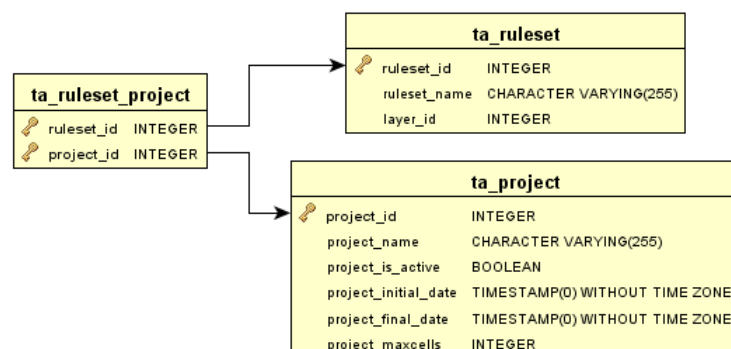 ta_ruleset_project
ruleset_id INTEGER
project_id INTEGER
ta_ruleset
ruleset_id INTEGER
ruleset_name CHARACTER VARYING(255)
layer_id INTEGER
ta_project
project_id INTEGER
project_name CHARACTER VARYING(255)
project_is_active BOOLEAN
project_initial_date TIMESTAMP(0) WITHOUT TIME ZONE
project_final_date TIMESTAMP(0) WITHOUT TIME ZONE
project_maxcells INTEGER